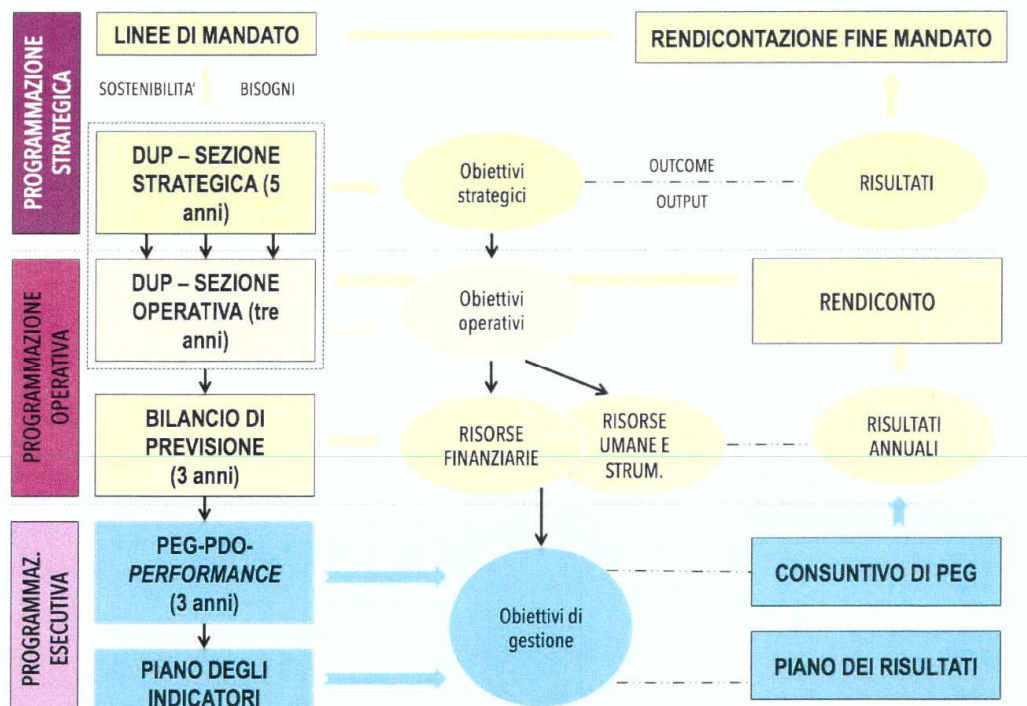 PROGRAMMAZIONE
STRATEGICA
LINEE DI MANDATO
RENDICONTAZIONE FINE MANDATO
SOSTENIBILITA' BISOGNI
DUP – SEZIONE
STRATEGICA (5
anni)
Obiettivi
strategici
OUTCOME
OUTPUT
RISULTATI
PROGRAMMAZIONE
OPERATIVA
DUP – SEZIONE
OPERATIVA (tre
anni)
Obiettivi
operativi
RENDICONTO
BILANCIO DI
PREVISIONE
(3 anni)
RISORSE
FINANZIARIE
RISORSE
UMANE E
STRUM.
RISULTATI
ANNUALI
PROGRAMMAZ.
ESECUTIVA
PEG-PDO-
PERFORMANCE
(3 anni)
Obiettivi di
gestione
CONSUNTIVO DI PEG
PIANO DEGLI
INDICATORI
PIANO DEI RISULTATI